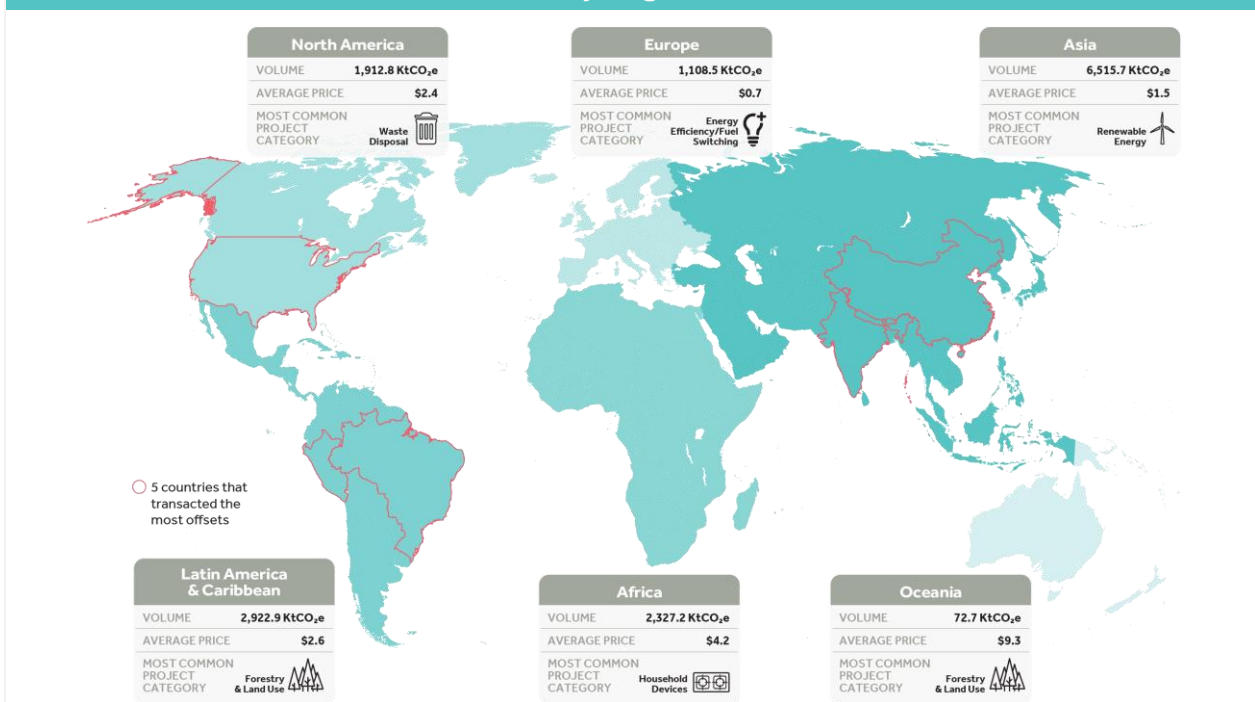 North America
VOLUME 1,912.8 KtCO₂e
AVERAGE PRICE $2.4
MOST COMMON
PROJECT
CATEGORY
Waste
Disposal
Europe
VOLUME 1,108.5 KtCO₂e
AVERAGE PRICE $0.7
MOST COMMON
PROJECT
CATEGORY
Energy
Efficiency/Fuel
Switching
Asia
VOLUME 6,515.7 KtCO₂e
AVERAGE PRICE $1.5
MOST COMMON
PROJECT
CATEGORY
Renewable
Energy
5 countries that
transacted the
most offsets
Latin America
& Caribbean
VOLUME 2,922.9 KtCO₂e
AVERAGE PRICE $2.6
MOST COMMON
PROJECT
CATEGORY
Forestry
& Land Use
Africa
VOLUME 2,327.2 KtCO₂e
AVERAGE PRICE $4.2
MOST COMMON
PROJECT
CATEGORY
Household
Devices
Oceania
VOLUME 72.7 KtCO₂e
AVERAGE PRICE $9.3
MOST COMMON
PROJECT
CATEGORY
Forestry
& Land Use